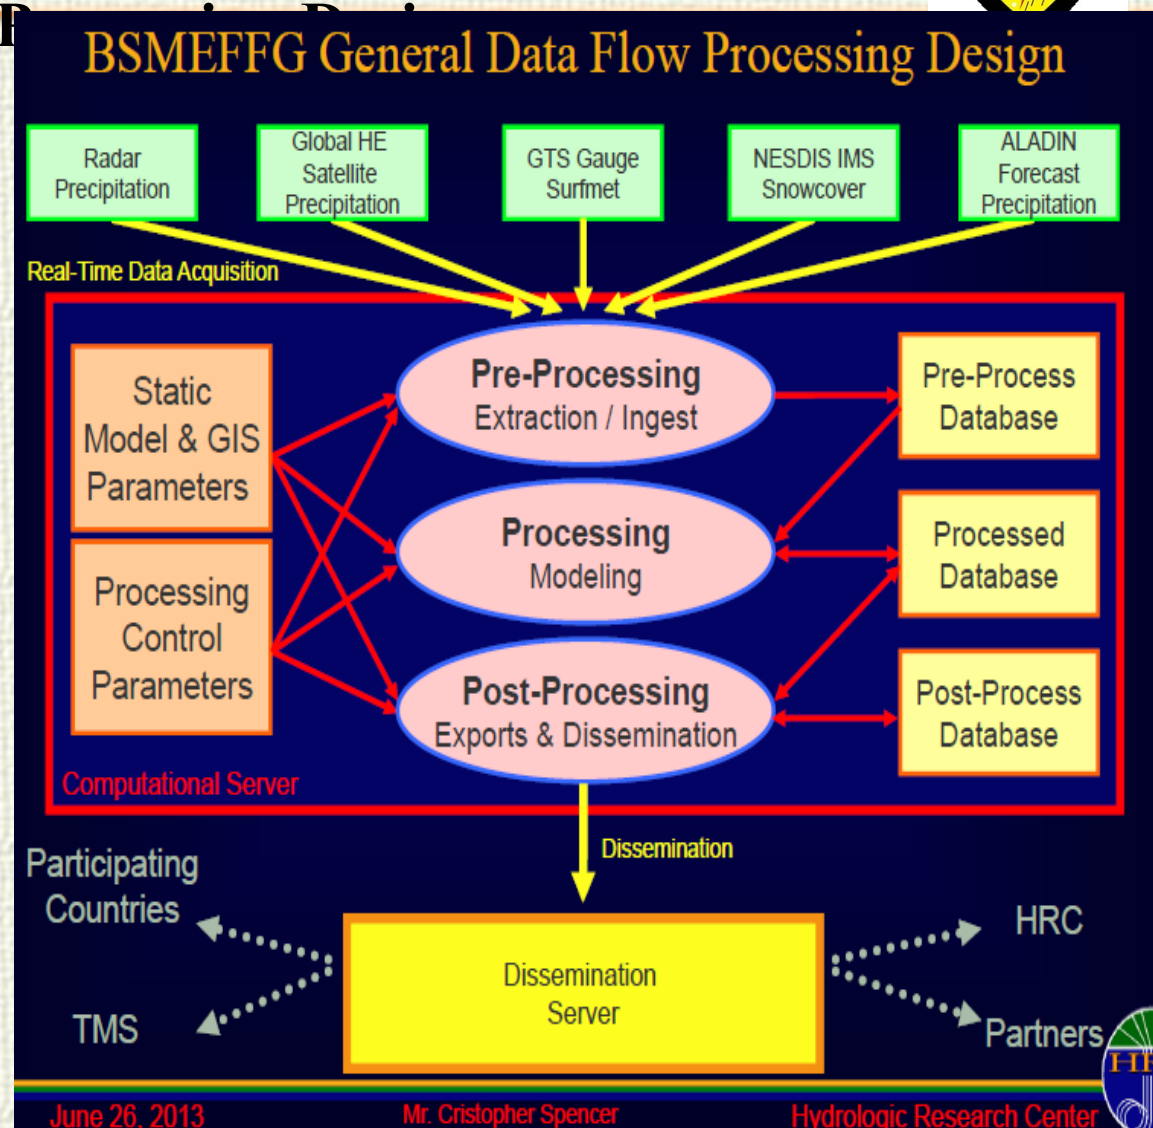 BSMEFFG General Data Flow Processing Design
Radar
Precipitation
Global HE
Satellite
Precipitation
GTS Gauge
Surfmet
NESDIS IMS
Snowcover
ALADIN
Forecast
Precipitation
Real-Time Data Acquisition
Static
Model & GIS
Parameters
Processing
Control
Parameters
Pre-Processing
Extraction / Ingest
Processing
Modeling
Post-Processing
Exports & Dissemination
Pre-Process
Database
Processed
Database
Post-Process
Database
Computational Server
Dissemination
Participating
Countries
TMS
Dissemination
Server
HRC
Partners
June 26, 2013
Mr. Cristopher Spencer
Hydrologic Research Center